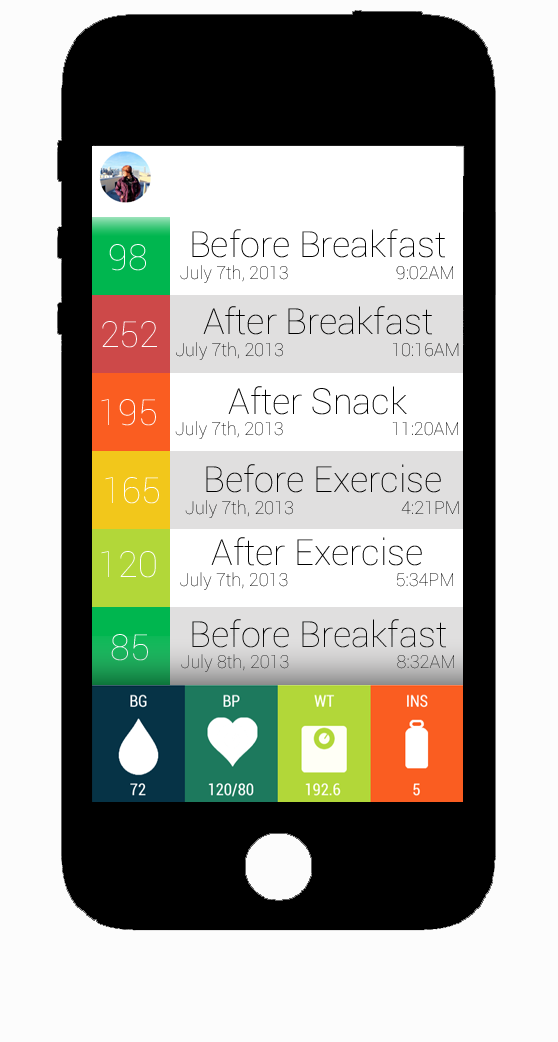 98 Before Breakfast
July 7th, 2013 9:02AM
252 After Breakfast
July 7th, 2013 10:16AM
195 After Snack
July 7th, 2013 11:20AM
165 Before Exercise
July 7th, 2013 4:21PM
120 After Exercise
July 7th, 2013 5:34PM
85 Before Breakfast
July 8th, 2013 8:32AM
BG BP WT INS
72 120/80 192.6 5